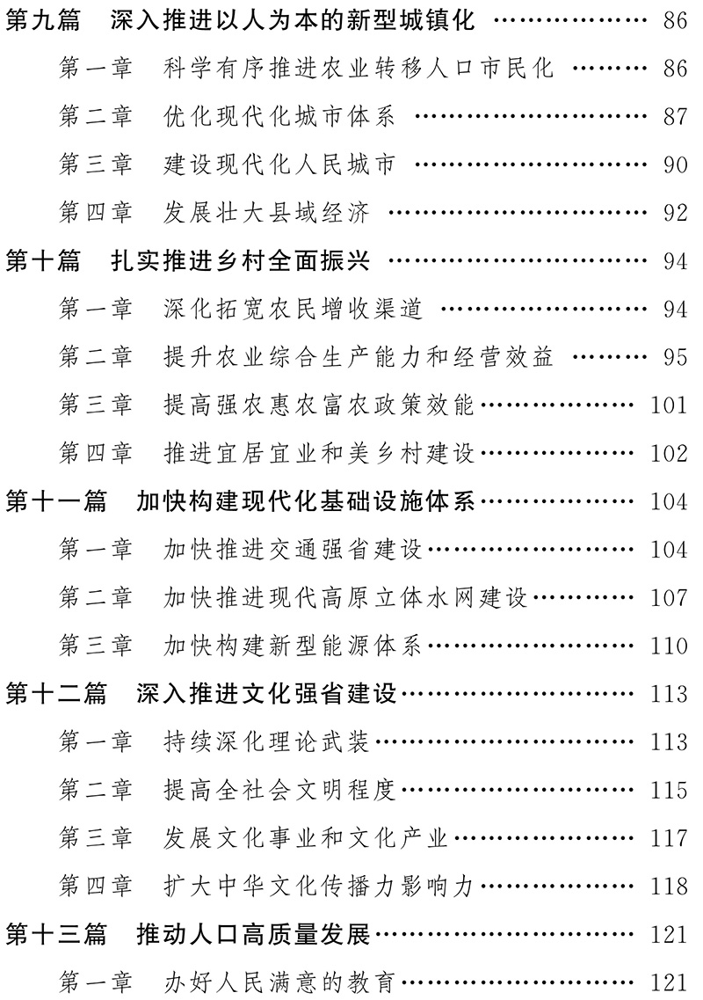 第九篇　深入推进以人为本的新型城镇化 ……………… 86
第一章　科学有序推进农业转移人口市民化 ……… 86
第二章　优化现代化城市体系 ……………………… 87
第三章　建设现代化人民城市 ……………………… 90
第四章　发展壮大县域经济 ………………………… 92
第十篇　扎实推进乡村全面振兴 ………………………… 94
第一章　深化拓宽农民增收渠道 …………………… 94
第二章　提升农业综合生产能力和经营效益 ……… 95
第三章　提高强农惠农富农政策效能……………… 101
第四章　推进宜居宜业和美乡村建设……………… 102
第十一篇　加快构建现代化基础设施体系……………… 104
第一章　加快推进交通强省建设…………………… 104
第二章　加快推进现代高原立体水网建设………… 107
第三章　加快构建新型能源体系…………………… 110
第十二篇　深入推进文化强省建设……………………… 113
第一章　持续深化理论武装………………………… 113
第二章　提高全社会文明程度……………………… 115
第三章　发展文化事业和文化产业………………… 117
第四章　扩大中华文化传播力影响力……………… 118
第十三篇　推动人口高质量发展………………………… 121
第一章　办好人民满意的教育……………………… 121